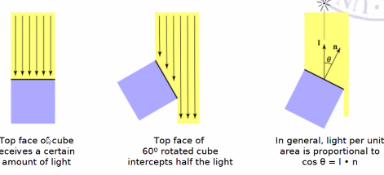 l
n
θ
Top face of cube
receives a certain
amount of light
Top face of
60º rotated cube
intercepts half the light
In general, light per unit
area is proportional to
cos θ = l • n